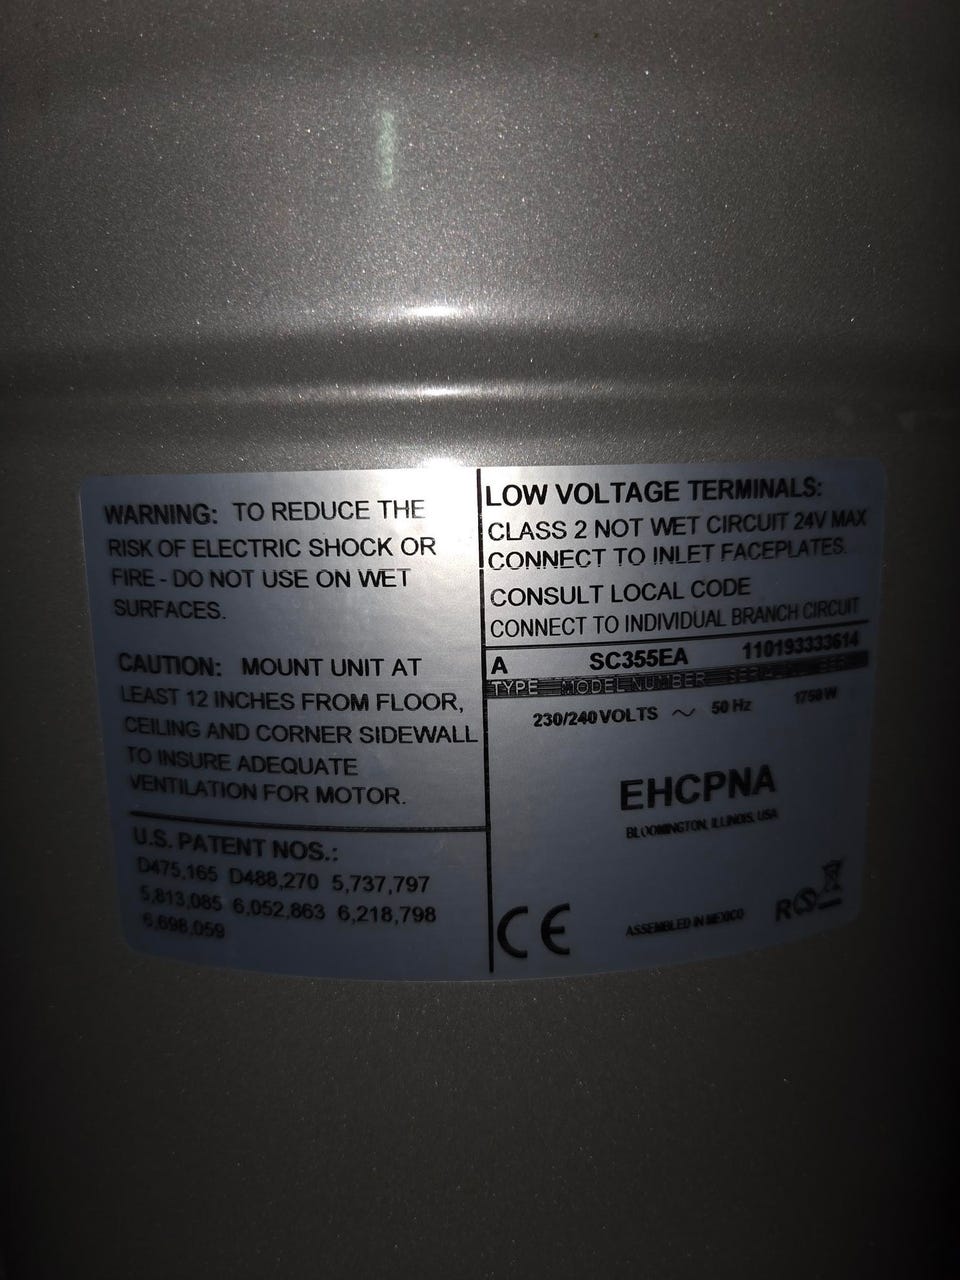 WARNING: TO REDUCE THE
RISK OF ELECTRIC SHOCK OR
FIRE - DO NOT USE ON WET
SURFACES.
CAUTION: MOUNT UNIT AT
LEAST 12 INCHES FROM FLOOR,
CEILING AND CORNER SIDEWALL
TO INSURE ADEQUATE
VENTILATION FOR MOTOR.
U.S. PATENT NOS.:
D475,165 D488,270 5,737,797
5,813,085 6,052,863 6,218,798
6,698,059
LOW VOLTAGE TERMINALS:
CLASS 2 NOT WET CIRCUIT 24V MAX
CONNECT TO INLET FACEPLATES.
CONSULT LOCAL CODE
CONNECT TO INDIVIDUAL BRANCH CIRCUIT
A SC355EA 110193333614
TYPE MODEL NUMBER
230/240 VOLTS ~ 50 Hz 1750 W
EHCPNA
BLOOMINGTON, ILLINOIS, USA
CE ASSEMBLED IN MEXICO